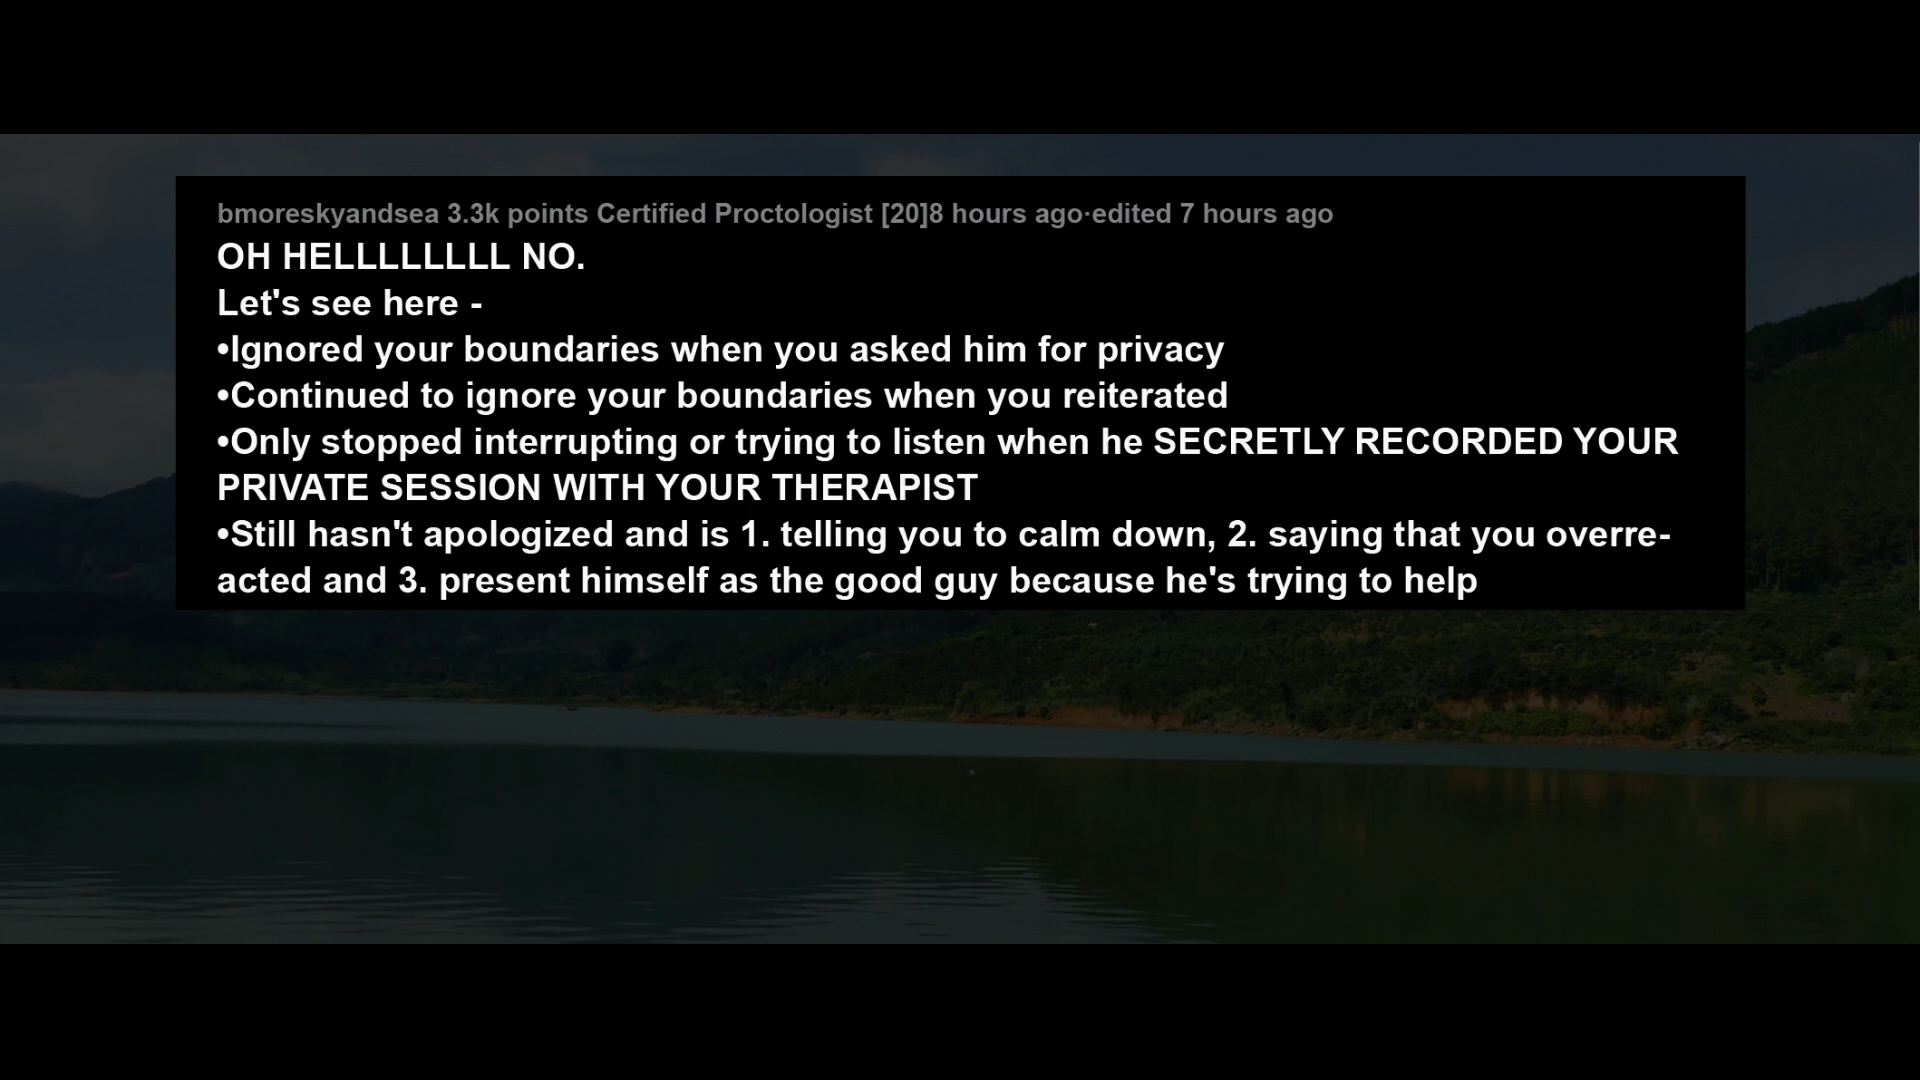 bmoreskyandsea 3.3k points Certified Proctologist [20]8 hours ago·edited 7 hours ago
OH HELLLLLLLL NO.
Let's see here -
•Ignored your boundaries when you asked him for privacy
•Continued to ignore your boundaries when you reiterated
•Only stopped interrupting or trying to listen when he SECRETLY RECORDED YOUR
PRIVATE SESSION WITH YOUR THERAPIST
•Still hasn't apologized and is 1. telling you to calm down, 2. saying that you overre-
acted and 3. present himself as the good guy because he's trying to help